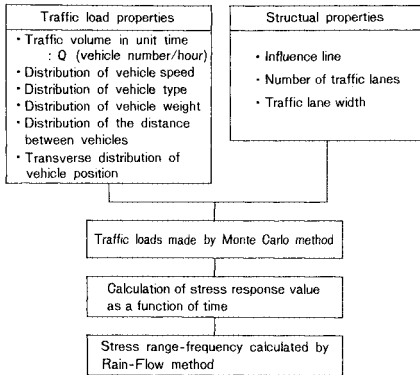 Traffic load properties
・Traffic volume in unit time
: Q (vehicle number/hour)
・Distribution of vehicle speed
・Distribution of vehicle type
・Distribution of vehicle weight
・Distribution of the distance
between vehicles
・Transverse distribution of
vehicle position
Structual properties
・Influence line
・Number of traffic lanes
・Traffic lane width
Traffic loads made by Monte Carlo method
Calculation of stress response value
as a function of time
Stress range-frequency calculated by
Rain-Flow method